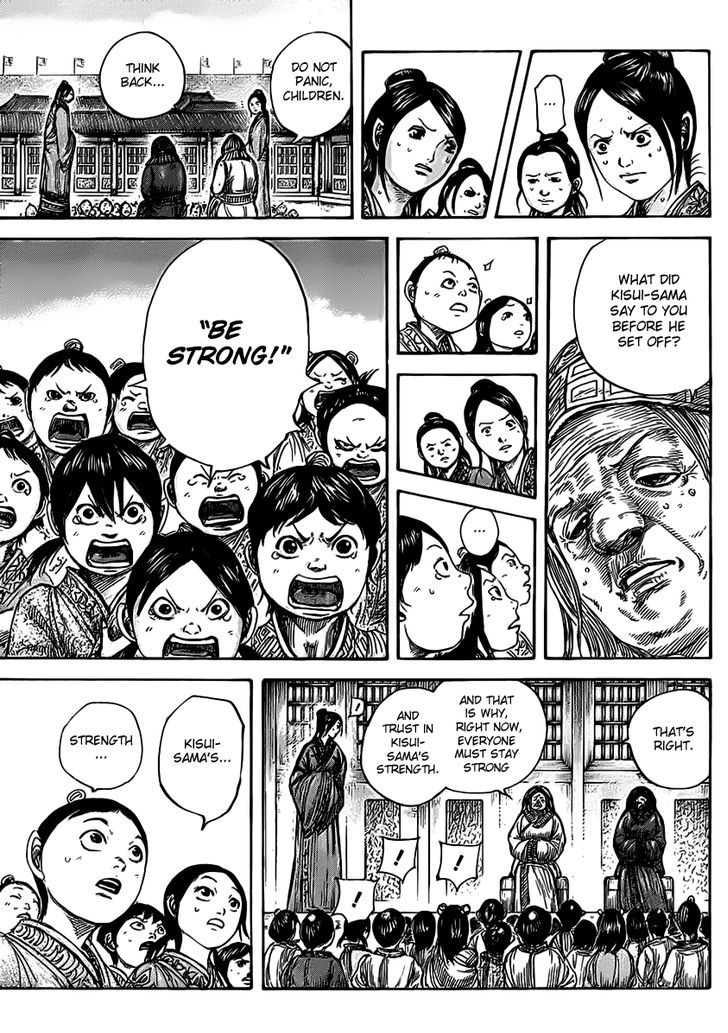 DO NOT
PANIC,
CHILDREN.
THINK
BACK...
...
WHAT DID
KISUI-SAMA
SAY TO YOU
BEFORE HE
SET OFF?
...
"BE
STRONG!"
THAT'S
RIGHT.
AND THAT
IS WHY,
RIGHT NOW,
EVERYONE
MUST STAY
STRONG
AND
TRUST IN
KISUI-
SAMA'S
STRENGTH.
!
!
!
KISUI-
SAMA'S...
STRENGTH
...